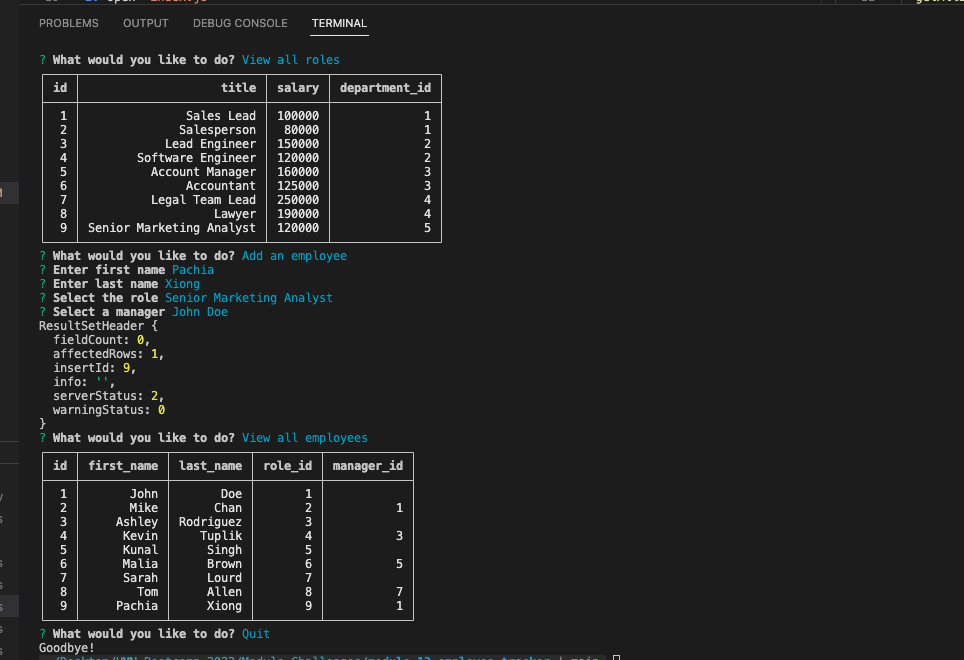 PROBLEMS OUTPUT DEBUG CONSOLE TERMINAL
? What would you like to do? View all roles
id title salary department_id
1 Sales Lead 100000 1
2 Salesperson 80000 1
3 Lead Engineer 150000 2
4 Software Engineer 120000 2
5 Account Manager 160000 3
6 Accountant 125000 3
7 Legal Team Lead 250000 4
8 Lawyer 190000 4
9 Senior Marketing Analyst 120000 5
? What would you like to do? Add an employee
? Enter first name Pachia
? Enter last name Xiong
? Select the role Senior Marketing Analyst
? Select a manager John Doe
ResultSetHeader {
fieldCount: 0,
affectedRows: 1,
insertId: 9,
info: '',
serverStatus: 2,
warningStatus: 0
}
? What would you like to do? View all employees
id first_name last_name role_id manager_id
1 John Doe 1
2 Mike Chan 2 1
3 Ashley Rodriguez 3
4 Kevin Tuplik 4 3
5 Kunal Singh 5
6 Malia Brown 6 5
7 Sarah Lourd 7
8 Tom Allen 8 7
9 Pachia Xiong 9 1
? What would you like to do? Quit
Goodbye!